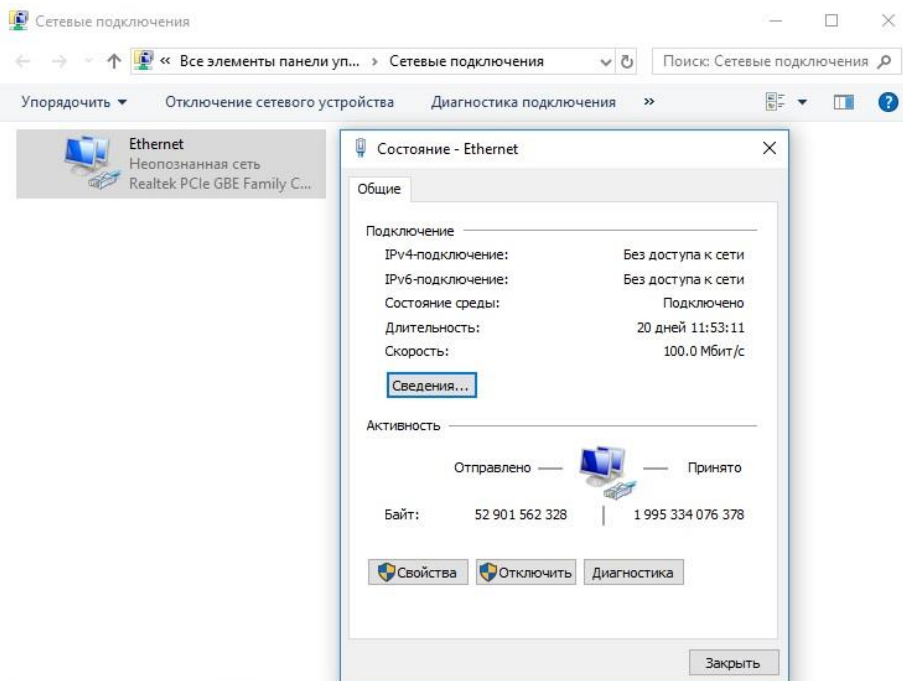 Сетевые подключения
« Все элементы панели уп... › Сетевые подключения
Поиск: Сетевые подключения
Упорядочить
Отключение сетевого устройства
Диагностика подключения
»
?
Ethernet
Неопознанная сеть
Realtek PCIe GBE Family C...
Состояние - Ethernet
Общие
Подключение
IPv4-подключение: Без доступа к сети
IPv6-подключение: Без доступа к сети
Состояние среды: Подключено
Длительность: 20 дней 11:53:11
Скорость: 100.0 Мбит/с
Сведения...
Активность
Отправлено — — Принято
Байт: 52 901 562 328 | 1 995 334 076 378
Свойства
Отключить
Диагностика
Закрыть